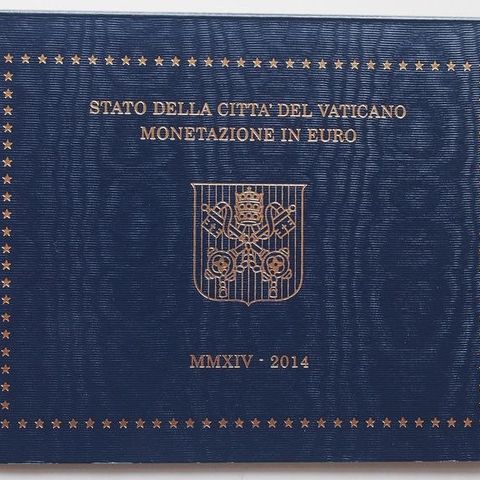 STATO DELLA CITTA' DEL VATICANO
MONETAZIONE IN EURO
MMXIV - 2014